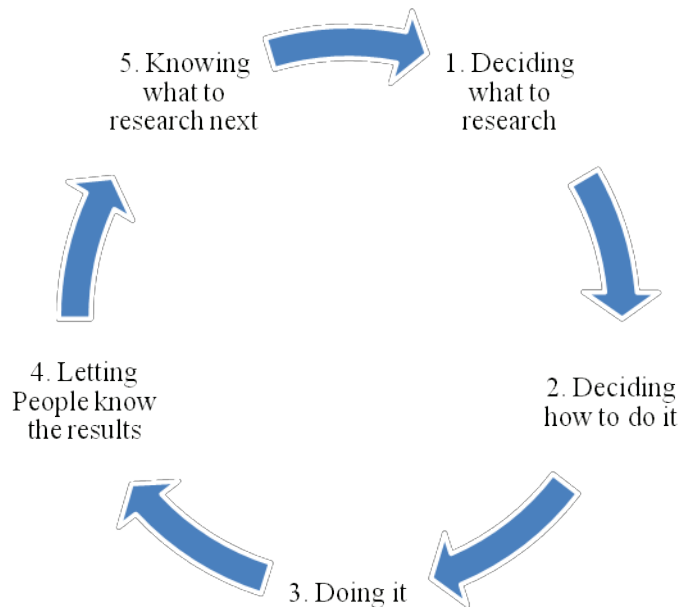 1. Deciding
what to
research
2. Deciding
how to do it
3. Doing it
4. Letting
People know
the results
5. Knowing
what to
research next